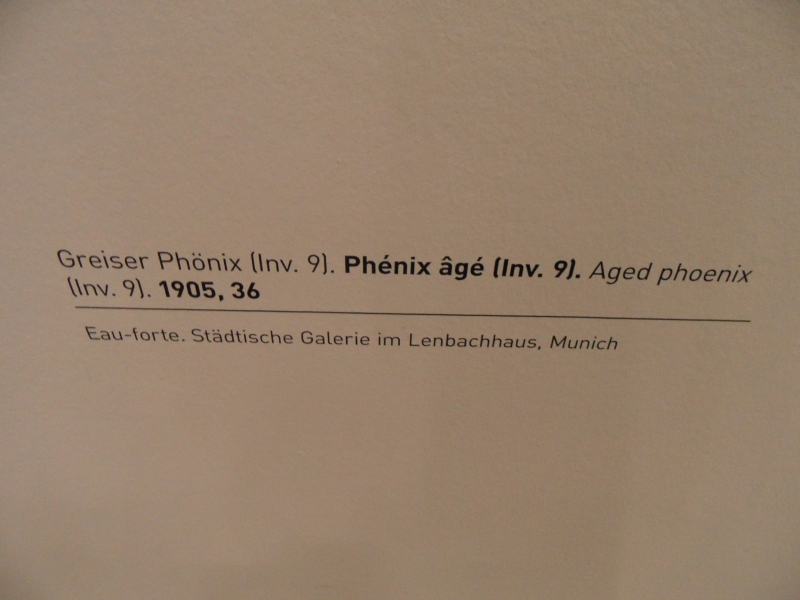 Greiser Phönix (Inv. 9). Phénix âgé (Inv. 9). Aged phoenix
(Inv. 9). 1905, 36
Eau-forte. Städtische Galerie im Lenbachhaus, Munich